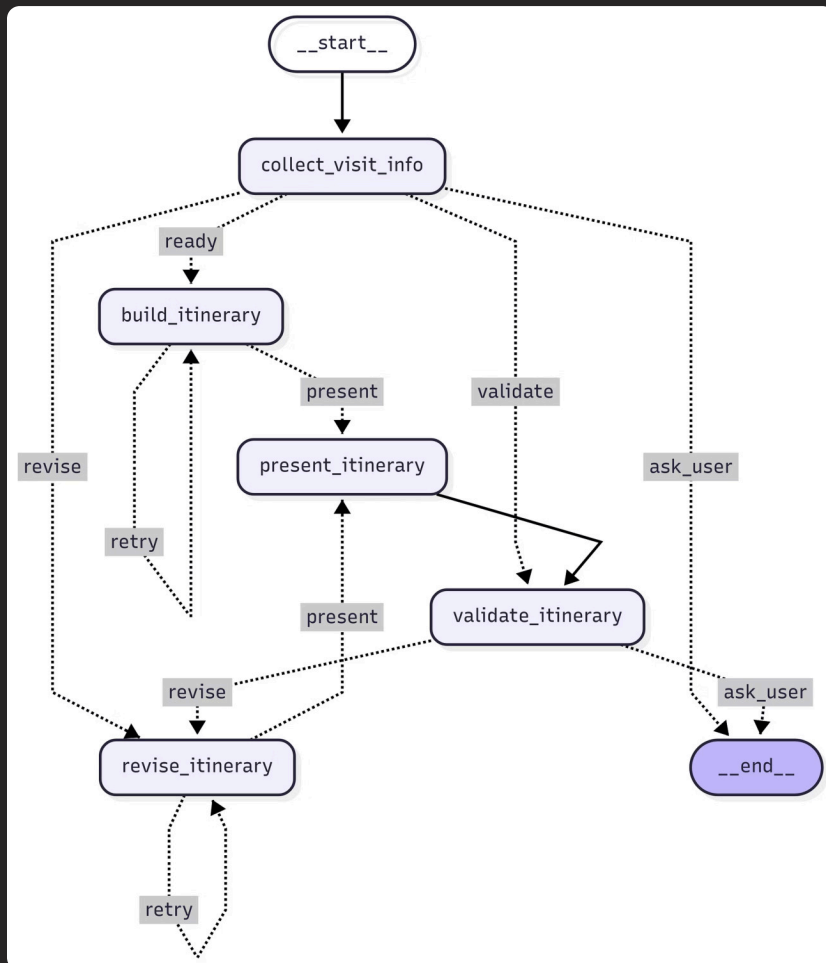 __start__
collect_visit_info
ready
build_itinerary
present
validate
present_itinerary
revise
ask_user
retry
present
validate_itinerary
revise
ask_user
revise_itinerary
__end__
retry